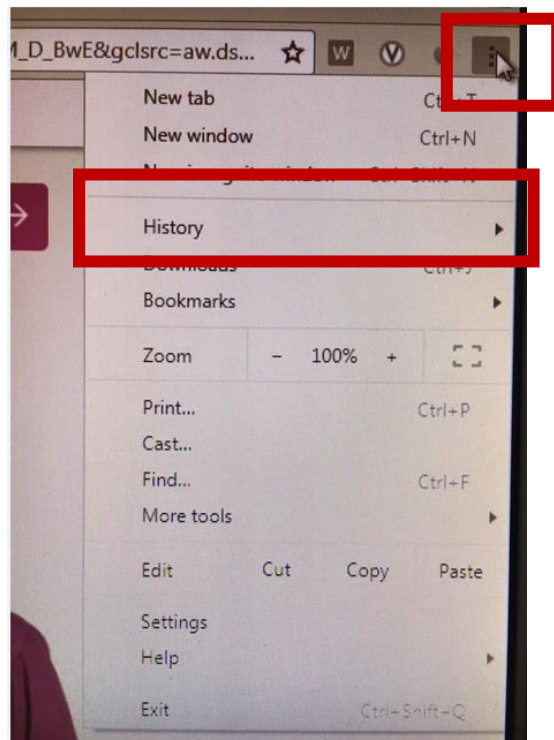 M_D_BwE&gclsrc=aw.ds... W V
New tab
New window Ctrl+N
History
Downloads Ctrl+J
Bookmarks
Zoom - 100% +
Print... Ctrl+P
Cast...
Find... Ctrl+F
More tools
Edit Cut Copy Paste
Settings
Help
Exit Ctrl+Shift+Q